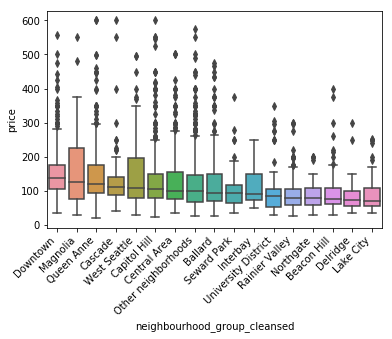 600
500
400
300
200
100
0
price
Downtown
Magnolia
Queen Anne
Cascade
West Seattle
Capitol Hill
Central Area
Other neighborhoods
Ballard
Seward Park
Interbay
University District
Rainier Valley
Northgate
Beacon Hill
Delridge
Lake City
neighbourhood_group_cleansed